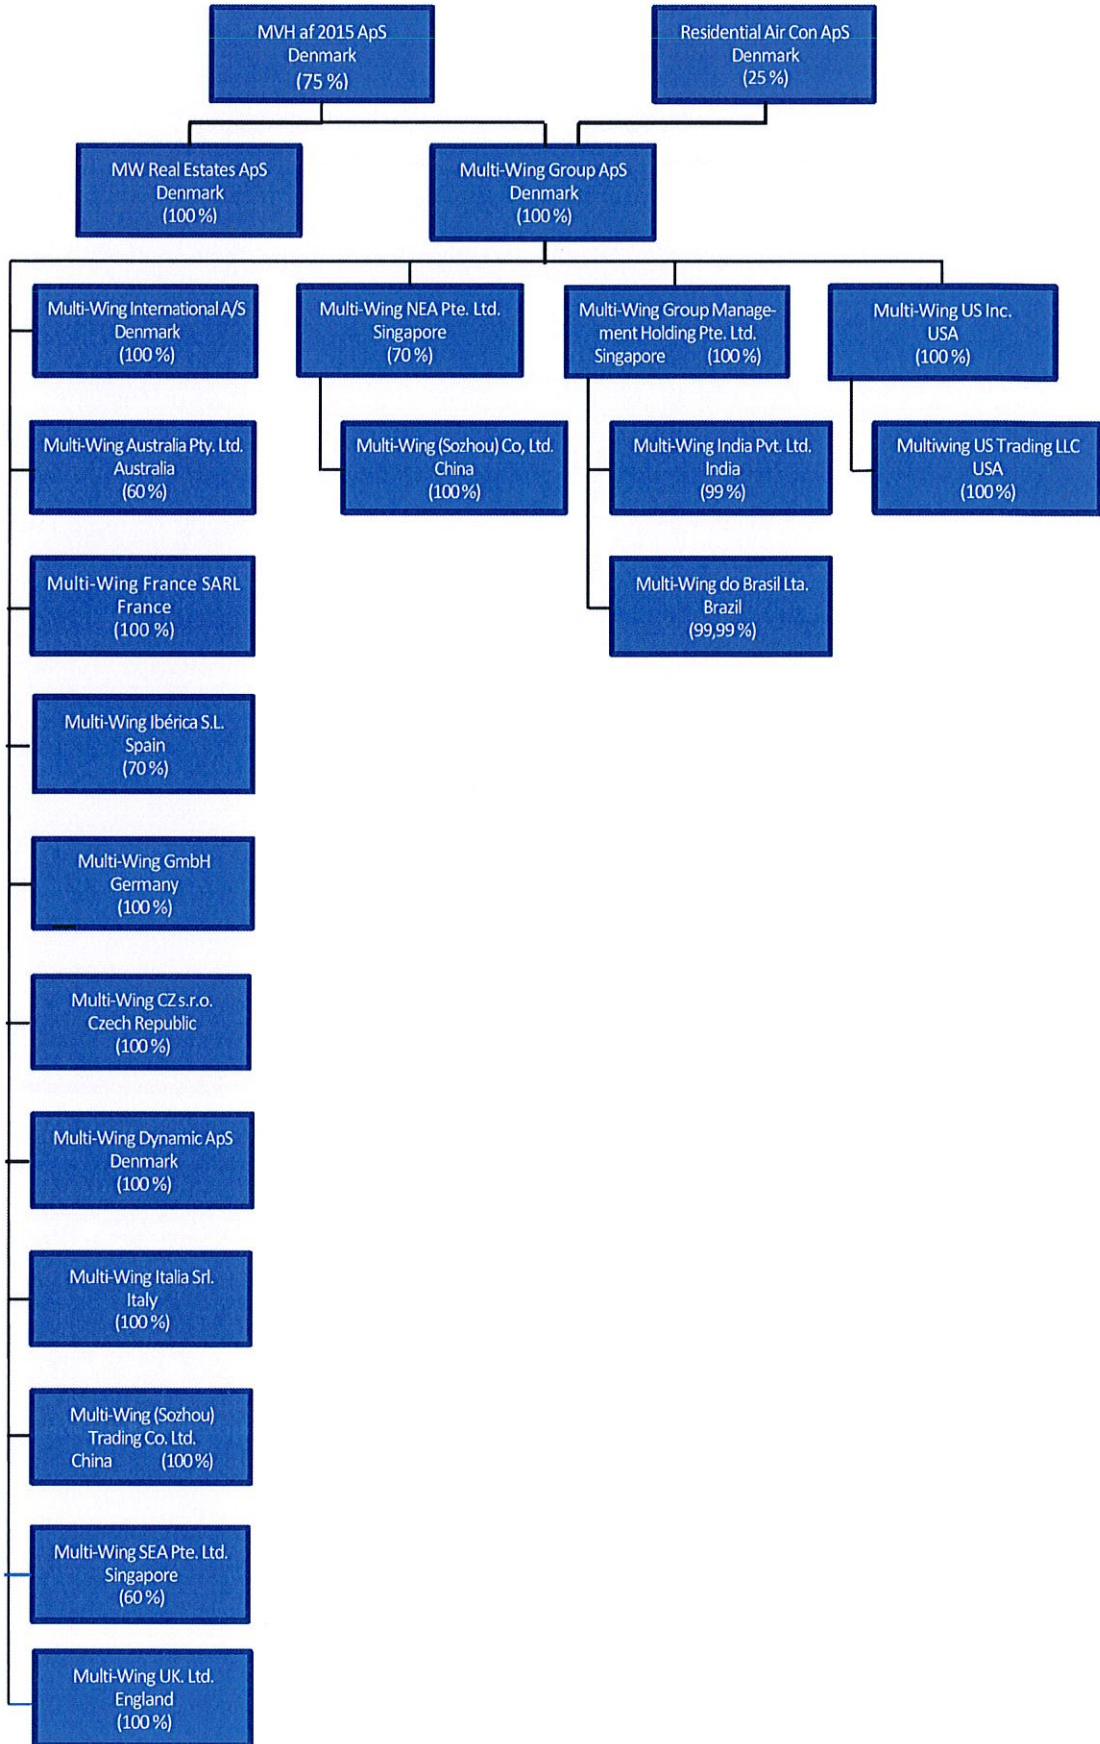 MVH af 2015 ApS
Denmark
(75 %)
Residential Air Con ApS
Denmark
(25 %)
MW Real Estates ApS
Denmark
(100 %)
Multi-Wing Group ApS
Denmark
(100 %)
Multi-Wing International A/S
Denmark
(100 %)
Multi-Wing NEA Pte. Ltd.
Singapore
(70 %)
Multi-Wing Group Manage-
ment Holding Pte. Ltd.
Singapore (100 %)
Multi-Wing US Inc.
USA
(100 %)
Multi-Wing Australia Pty. Ltd.
Australia
(60 %)
Multi-Wing (Sozhou) Co, Ltd.
China
(100 %)
Multi-Wing India Pvt. Ltd.
India
(99 %)
Multiwing US Trading LLC
USA
(100 %)
Multi-Wing France SARL
France
(100 %)
Multi-Wing do Brasil Lta.
Brazil
(99,99 %)
Multi-Wing Ibérica S.L.
Spain
(70 %)
Multi-Wing GmbH
Germany
(100 %)
Multi-Wing CZ s.r.o.
Czech Republic
(100 %)
Multi-Wing Dynamic ApS
Denmark
(100 %)
Multi-Wing Italia Srl.
Italy
(100 %)
Multi-Wing (Sozhou)
Trading Co. Ltd.
China (100 %)
Multi-Wing SEA Pte. Ltd.
Singapore
(60 %)
Multi-Wing UK. Ltd.
England
(100 %)